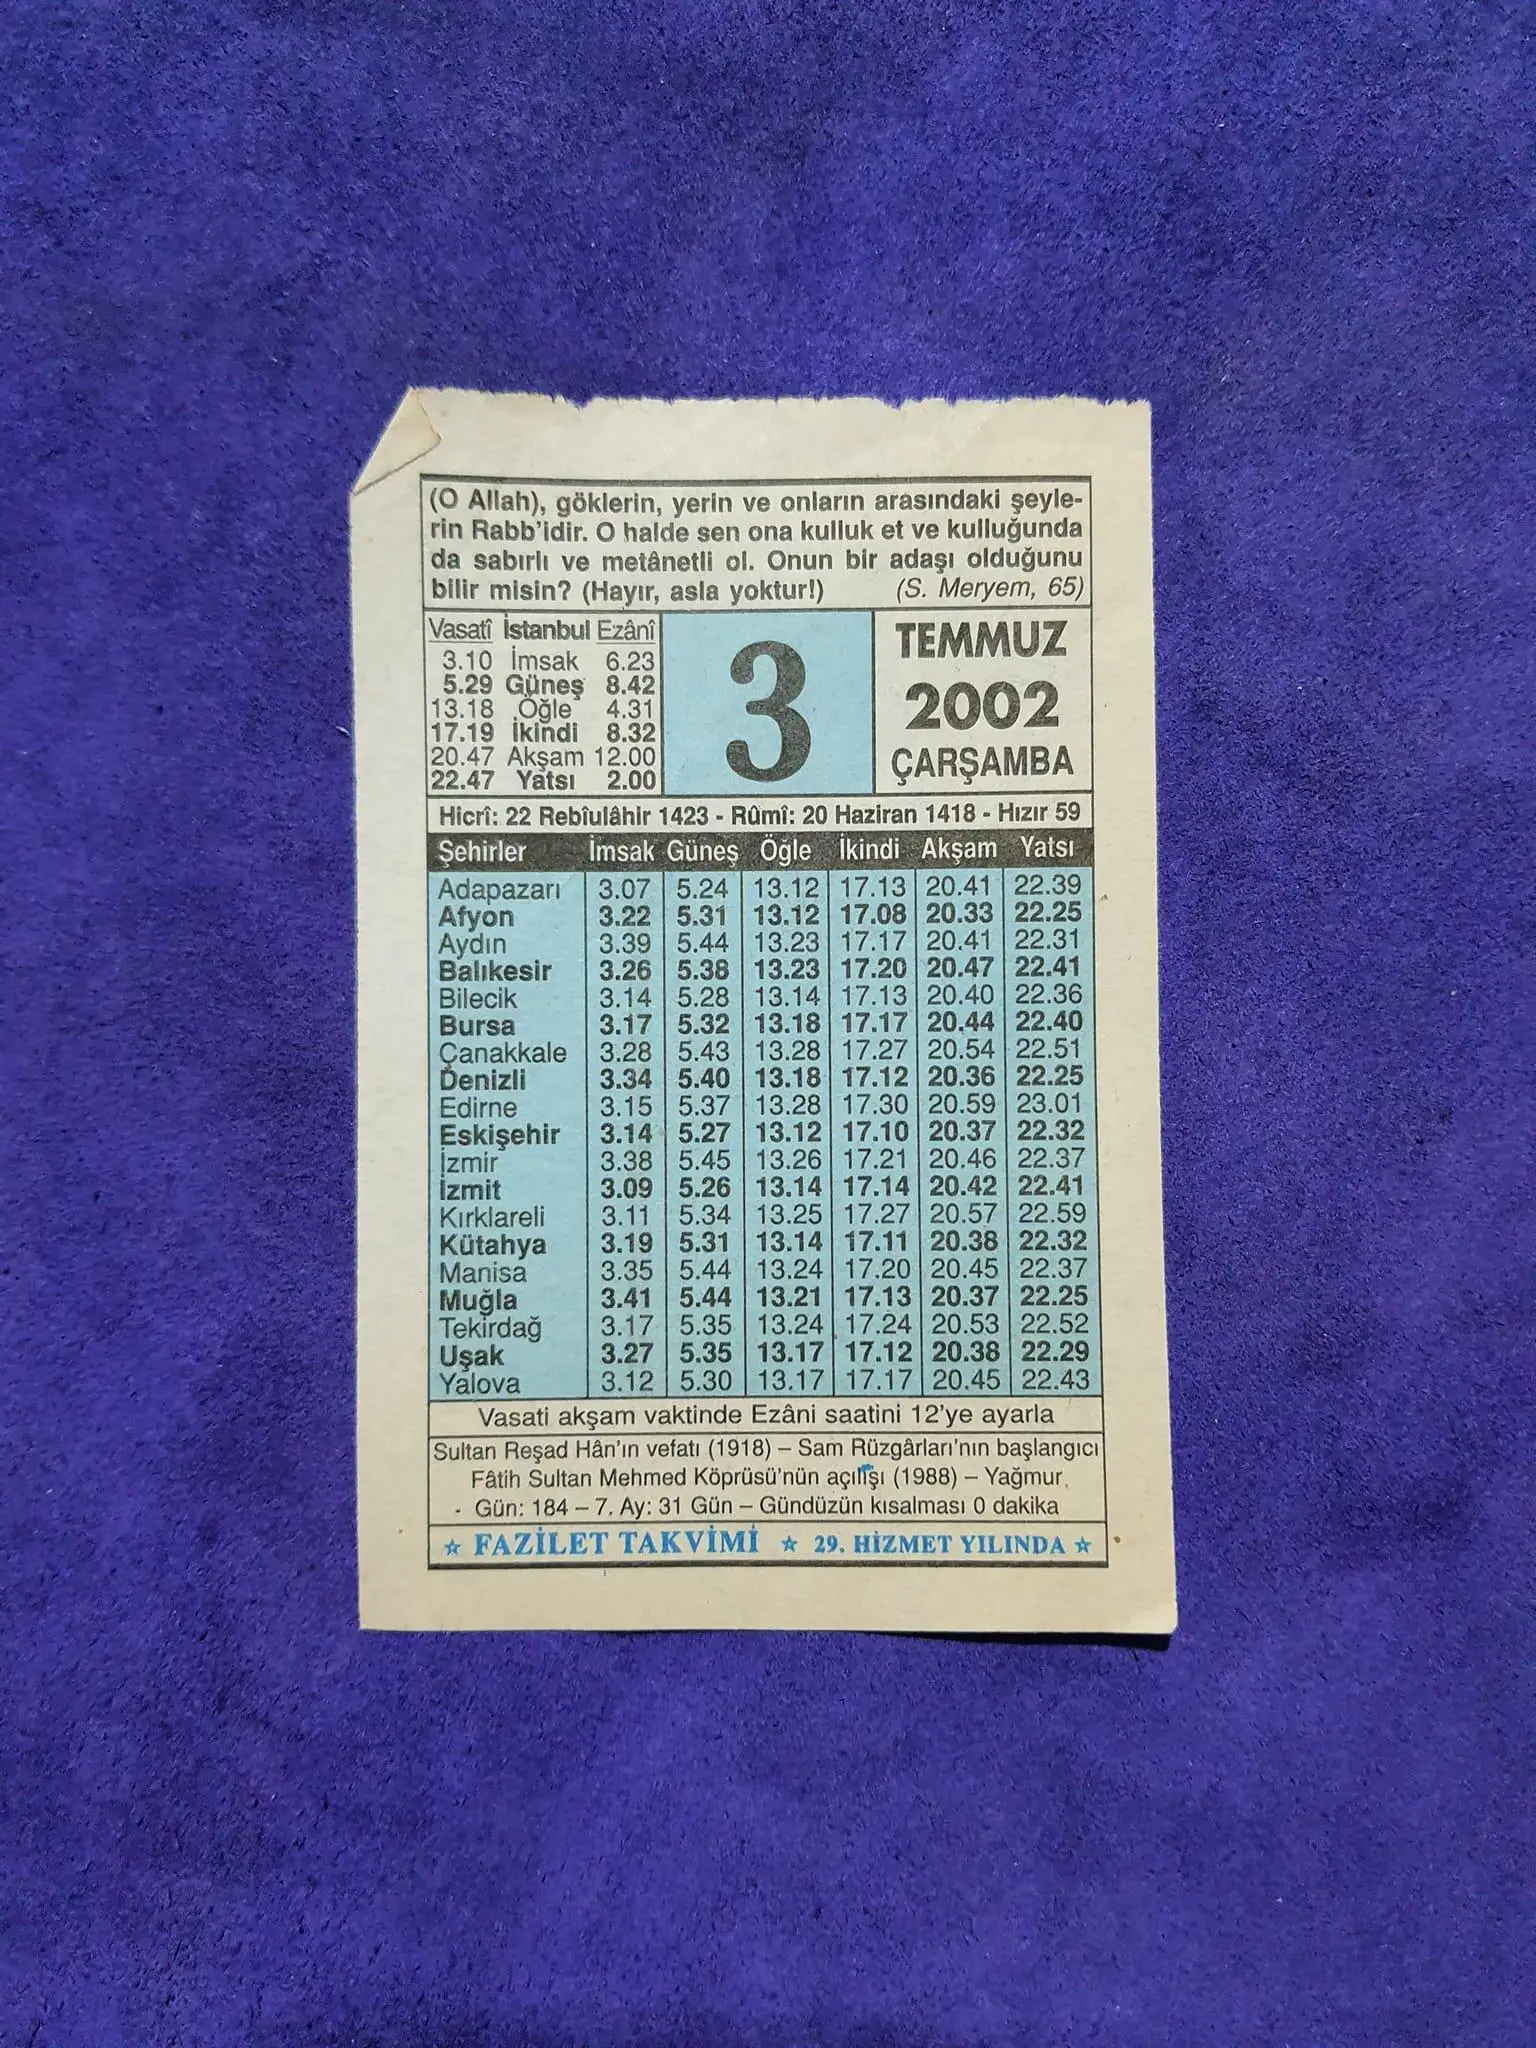 (O Allah), göklerin, yerin ve onların arasındaki şeyle-
rin Rabb'idir. O halde sen ona kulluk et ve kulluğunda
da sabırlı ve metânetli ol. Onun bir adaşı olduğunu
bilir misin? (Hayır, asla yoktur!) (S. Meryem, 65)
Vasatî İstanbul Ezânî
3.10 İmsak 6.23
5.29 Güneş 8.42
13.18 Öğle 4.31
17.19 İkindi 8.32
20.47 Akşam 12.00
22.47 Yatsı 2.00
3
TEMMUZ
2002
ÇARŞAMBA
Hicrî: 22 Rebîulâhir 1423 - Rûmî: 20 Haziran 1418 - Hızır 59
Şehirler İmsak Güneş Öğle İkindi Akşam Yatsı
Adapazarı 3.07 5.24 13.12 17.13 20.41 22.39
Afyon 3.22 5.31 13.12 17.08 20.33 22.25
Aydın 3.39 5.44 13.23 17.17 20.41 22.31
Balıkesir 3.26 5.38 13.23 17.20 20.47 22.41
Bilecik 3.14 5.28 13.14 17.13 20.40 22.36
Bursa 3.17 5.32 13.18 17.17 20.44 22.40
Çanakkale 3.28 5.43 13.28 17.27 20.54 22.51
Denizli 3.34 5.40 13.18 17.12 20.36 22.25
Edirne 3.15 5.37 13.28 17.30 20.59 23.01
Eskişehir 3.14 5.27 13.12 17.10 20.37 22.32
İzmir 3.38 5.45 13.26 17.21 20.46 22.37
İzmit 3.09 5.26 13.14 17.14 20.42 22.41
Kırklareli 3.11 5.34 13.25 17.27 20.57 22.59
Kütahya 3.19 5.31 13.14 17.11 20.38 22.32
Manisa 3.35 5.44 13.24 17.20 20.45 22.37
Muğla 3.41 5.44 13.21 17.13 20.37 22.25
Tekirdağ 3.17 5.35 13.24 17.24 20.53 22.52
Uşak 3.27 5.35 13.17 17.12 20.38 22.29
Yalova 3.12 5.30 13.17 17.17 20.45 22.43
Vasati akşam vaktinde Ezâni saatini 12'ye ayarla
Sultan Reşad Hân'ın vefatı (1918) – Sam Rüzgârları'nın başlangıcı
Fâtih Sultan Mehmed Köprüsü'nün açılışı (1988) – Yağmur
Gün: 184 – 7. Ay: 31 Gün – Gündüzün kısalması 0 dakika
☆ FAZİLET TAKVİMİ ☆ 29. HİZMET YILINDA ☆